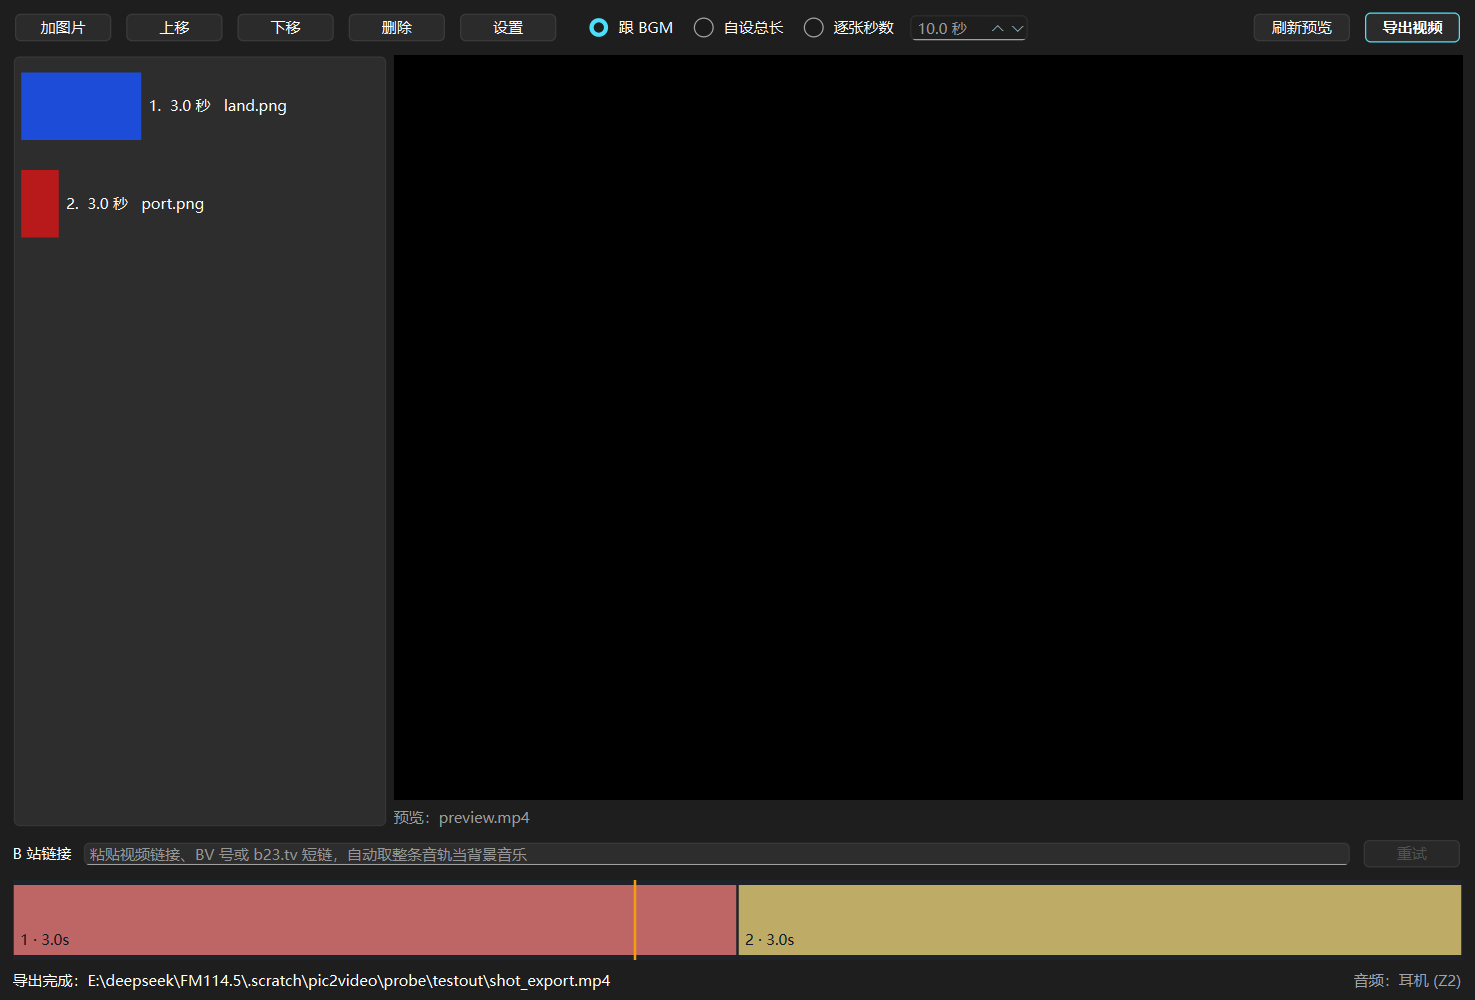 加图片 上移 下移 删除 设置 跟 BGM 自设总长 逐张秒数 10.0 秒 刷新预览 导出视频
1. 3.0 秒 land.png
2. 3.0 秒 port.png
预览：preview.mp4
B 站链接 粘贴视频链接、BV 号或 b23.tv 短链，自动取整条音轨当背景音乐 重试
1 · 3.0s 2 · 3.0s
导出完成：E:\deepseek\FM114.5\.scratch\pic2video\probe\testout\shot_export.mp4 音频：耳机 (Z2)